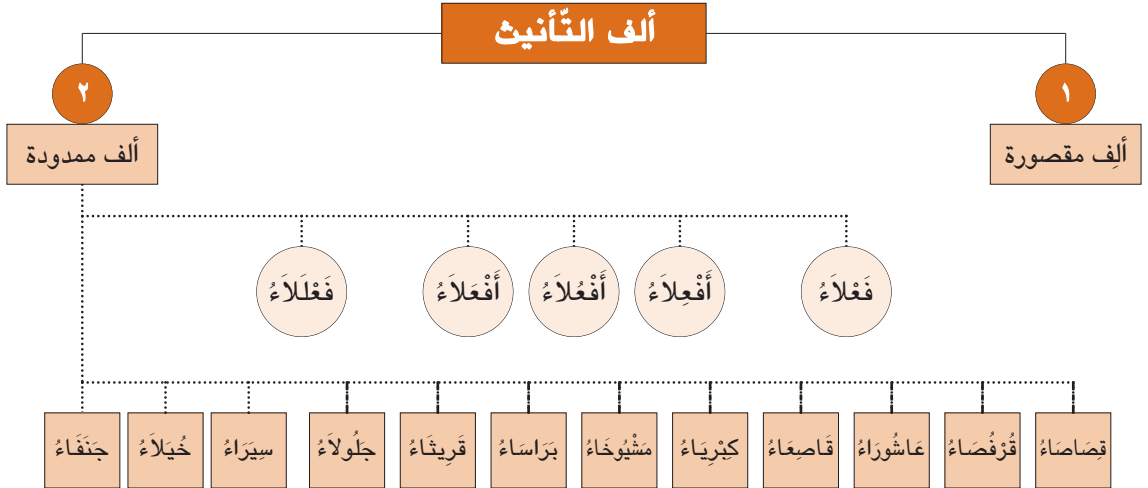 ألف التّأنيث
١
ألِف مقصورة
٢
ألف ممدودة
فَعْلاَءُ
أَفْعِلاَءُ
أَفْعُلاَءُ
أَفْعَلاَءُ
فَعْلَلاَءُ
قِصَاصَاءُ
قُرْفُصَاءُ
عَاشُورَاءُ
قَاصِعَاءُ
كِبْرِيَاءُ
مَشْيُوخَاءُ
بَرَاسَاءُ
قَرِيثَاءُ
جَلُولاَءُ
سِيَرَاءُ
خُيَلاَءُ
جَنَفَاءُ